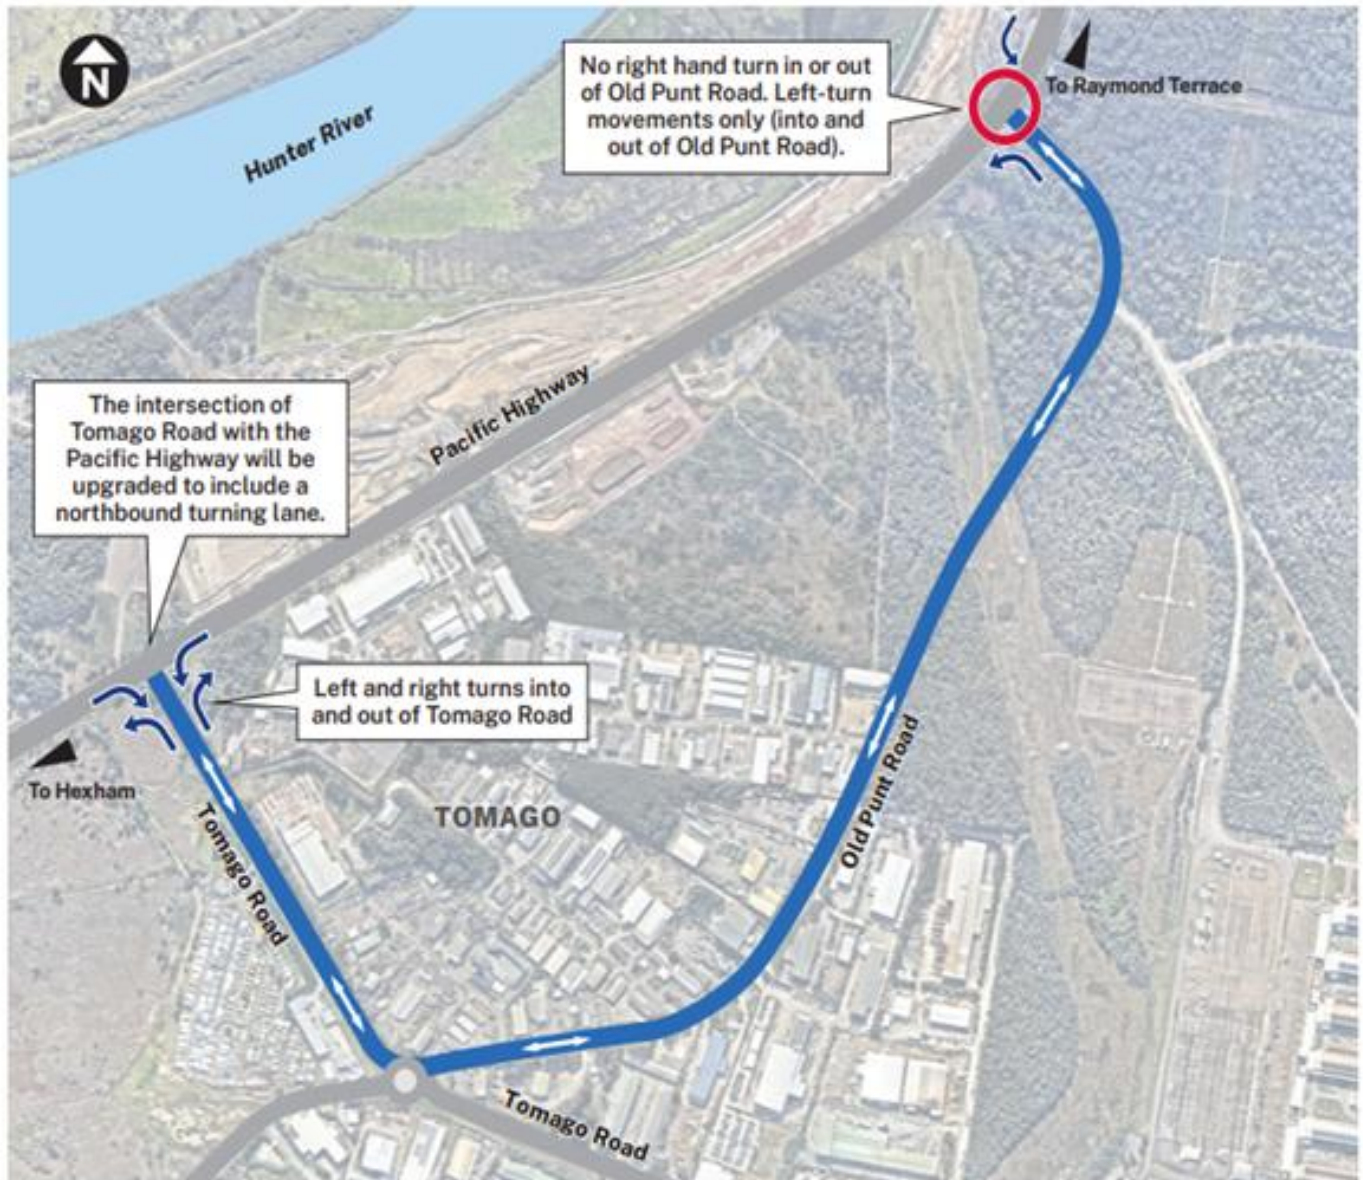 N
Hunter River
No right hand turn in or out
of Old Punt Road. Left-turn
movements only (into and
out of Old Punt Road).
To Raymond Terrace
The intersection of
Tomago Road with the
Pacific Highway will be
upgraded to include a
northbound turning lane.
Pacific Highway
Left and right turns into
and out of Tomago Road
To Hexham
TOMAGO
Old Punt Road
Tomago Road
Tomago Road